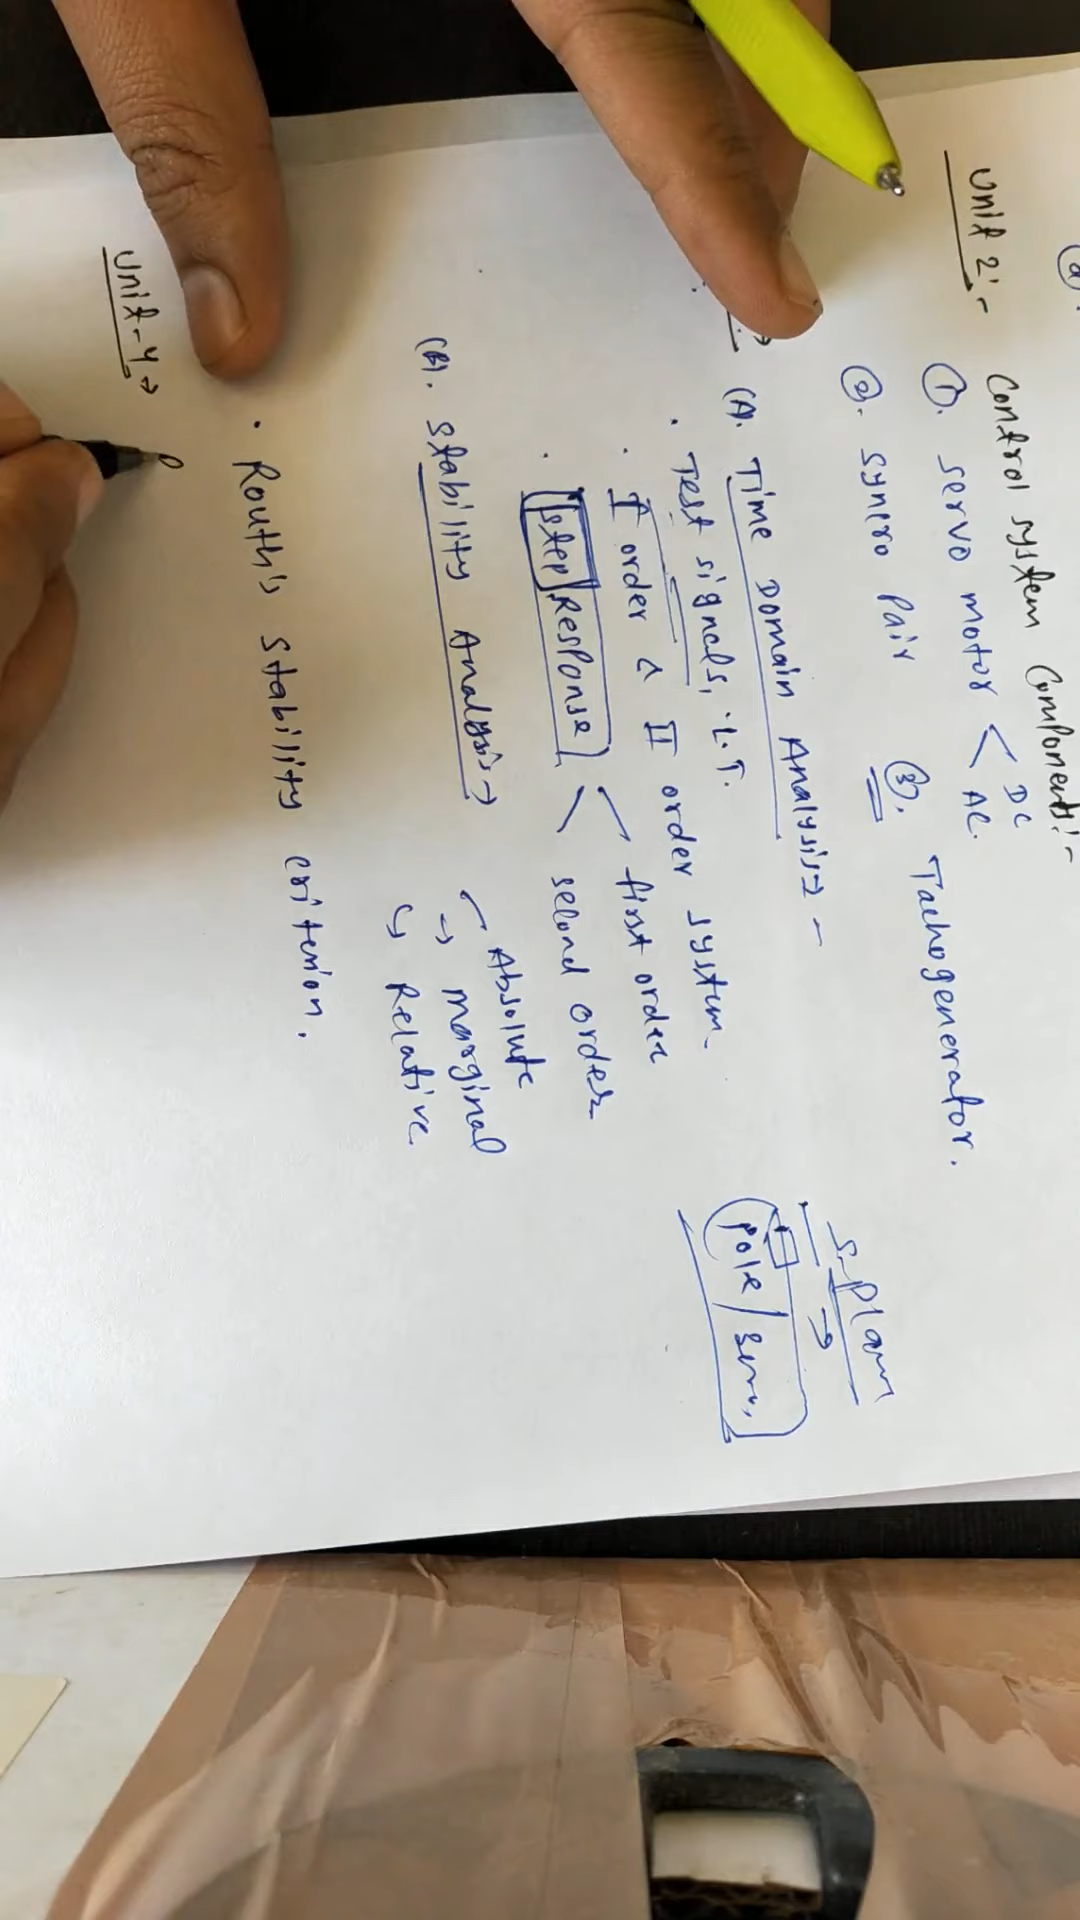 (a).
Unit 2:- Control system Components:-
(1). servo motor < DC
AC.
(2). syncro Pair (3). Tachogenerator.
(A). Time Domain Analysis→ -
. Test signals, L.T.
. I order & II order system.
. step Response < first order
second order
s-plane →
pole /
(B). stability Analysis→ Absolute
→ marginal
↳ Relative.
. Routh's stability criterion.
Unit-4→